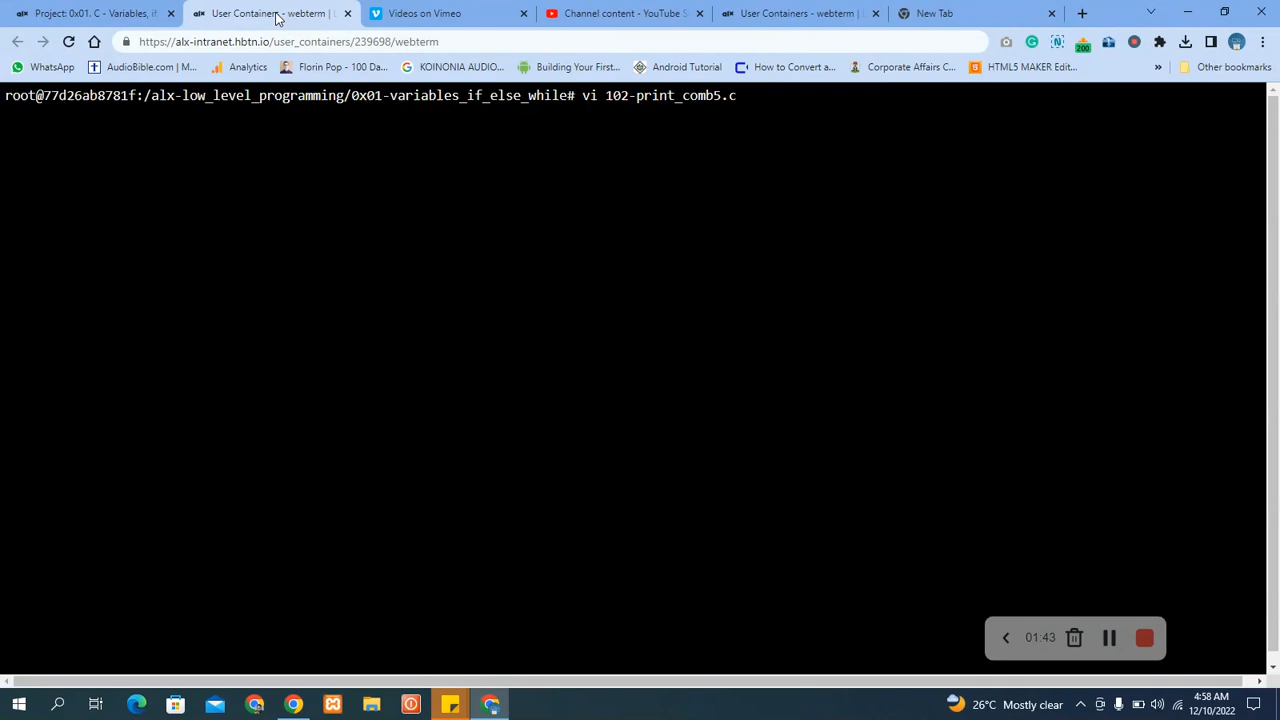 Project: 0x01. C - Variables, if
User Containers - webterm | L
Videos on Vimeo
Channel content - YouTube S
User Containers - webterm | L
New Tab
https://alx-intranet.hbtn.io/user_containers/239698/webterm
200
WhatsApp
AudioBible.com | M...
Analytics
Florin Pop - 100 Da...
KOINONIA AUDIO...
Building Your First...
Android Tutorial
How to Convert a...
Corporate Affairs C...
HTML5 MAKER Edit...
»
Other bookmarks
root@77d26ab8781f:/alx-low_level_programming/0x01-variables_if_else_while# vi 102-print_comb5.c
01:43
26°C Mostly clear
4:58 AM
12/10/2022